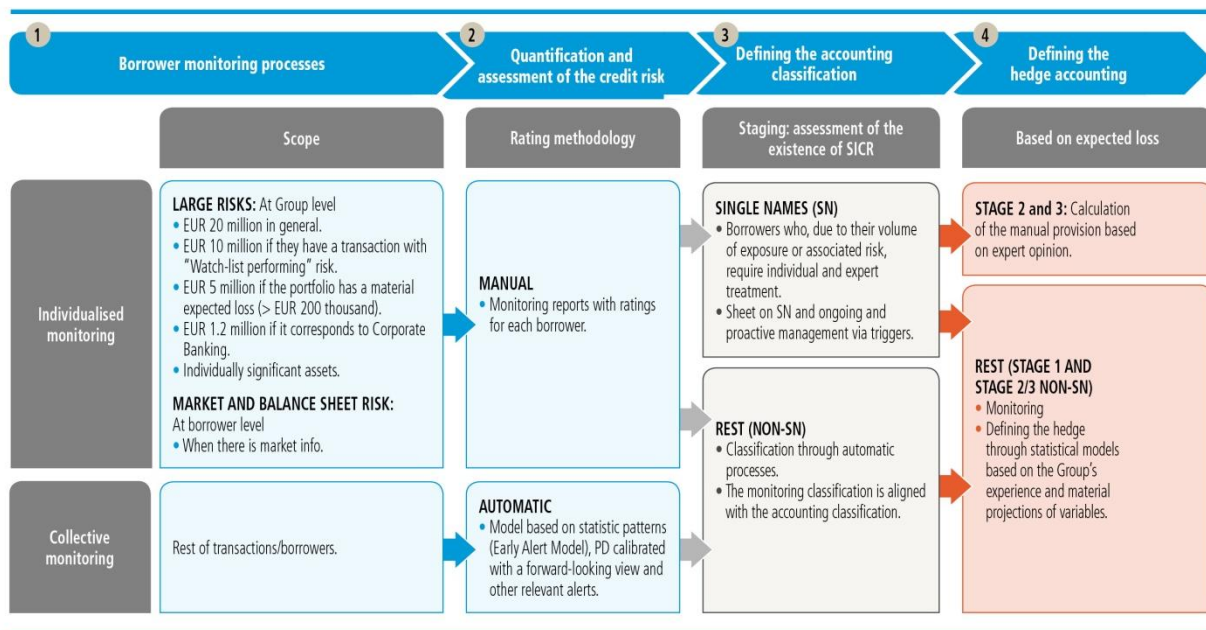 1
Borrower monitoring processes
2
Quantification and
assessment of the credit risk
3
Defining the accounting
classification
4
Defining the
hedge accounting
Scope
Rating methodology
Staging: assessment of the
existence of SICR
Based on expected loss
Individualised
monitoring
LARGE RISKS: At Group level
• EUR 20 million in general.
• EUR 10 million if they have a transaction with
"Watch-list performing" risk.
• EUR 5 million if the portfolio has a material
expected loss (> EUR 200 thousand).
• EUR 1.2 million if it corresponds to Corporate
Banking.
• Individually significant assets.
MARKET AND BALANCE SHEET RISK:
At borrower level
• When there is market info.
MANUAL
• Monitoring reports with ratings
for each borrower.
SINGLE NAMES (SN)
• Borrowers who, due to their volume
of exposure or associated risk,
require individual and expert
treatment.
• Sheet on SN and ongoing and
proactive management via triggers.
STAGE 2 and 3: Calculation
of the manual provision based
on expert opinion.
REST (NON-SN)
• Classification through automatic
processes.
• The monitoring classification is aligned
with the accounting classification.
REST (STAGE 1 AND
STAGE 2/3 NON-SN)
• Monitoring
• Defining the hedge
through statistical models
based on the Group's
experience and material
projections of variables.
Collective
monitoring
Rest of transactions/borrowers.
AUTOMATIC
• Model based on statistic patterns
(Early Alert Model), PD calibrated
with a forward-looking view and
other relevant alerts.